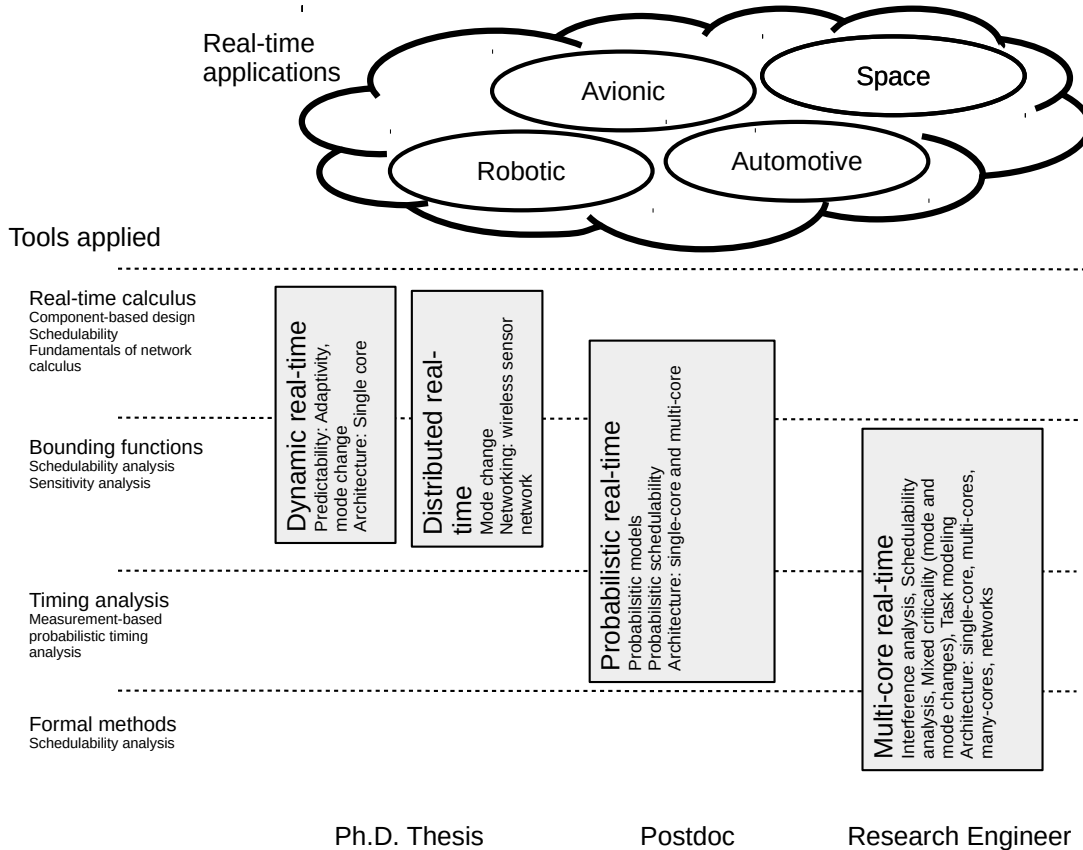 Real-time
applications
Avionic
Space
Robotic
Automotive
Tools applied
Real-time calculus
Component-based design
Schedulability
Fundamentals of network
calculus
Bounding functions
Schedulability analysis
Sensitivity analysis
Timing analysis
Measurement-based
probabilistic timing
analysis
Formal methods
Schedulability analysis
Dynamic real-time
Predictability: Adaptivity,
mode change
Architecture: Single core
Distributed real-
time
Mode change
Networking: wireless sensor
network
Probabilistic real-time
Probabilsitic models
Probabilsitic schedulability
Architecture: single-core and multi-core
Multi-core real-time
Interference analysis, Schedulability
analysis, Mixed criticality (mode and
mode changes), Task modeling
Architecture: single-core, multi-cores,
many-cores, networks
Ph.D. Thesis
Postdoc
Research Engineer